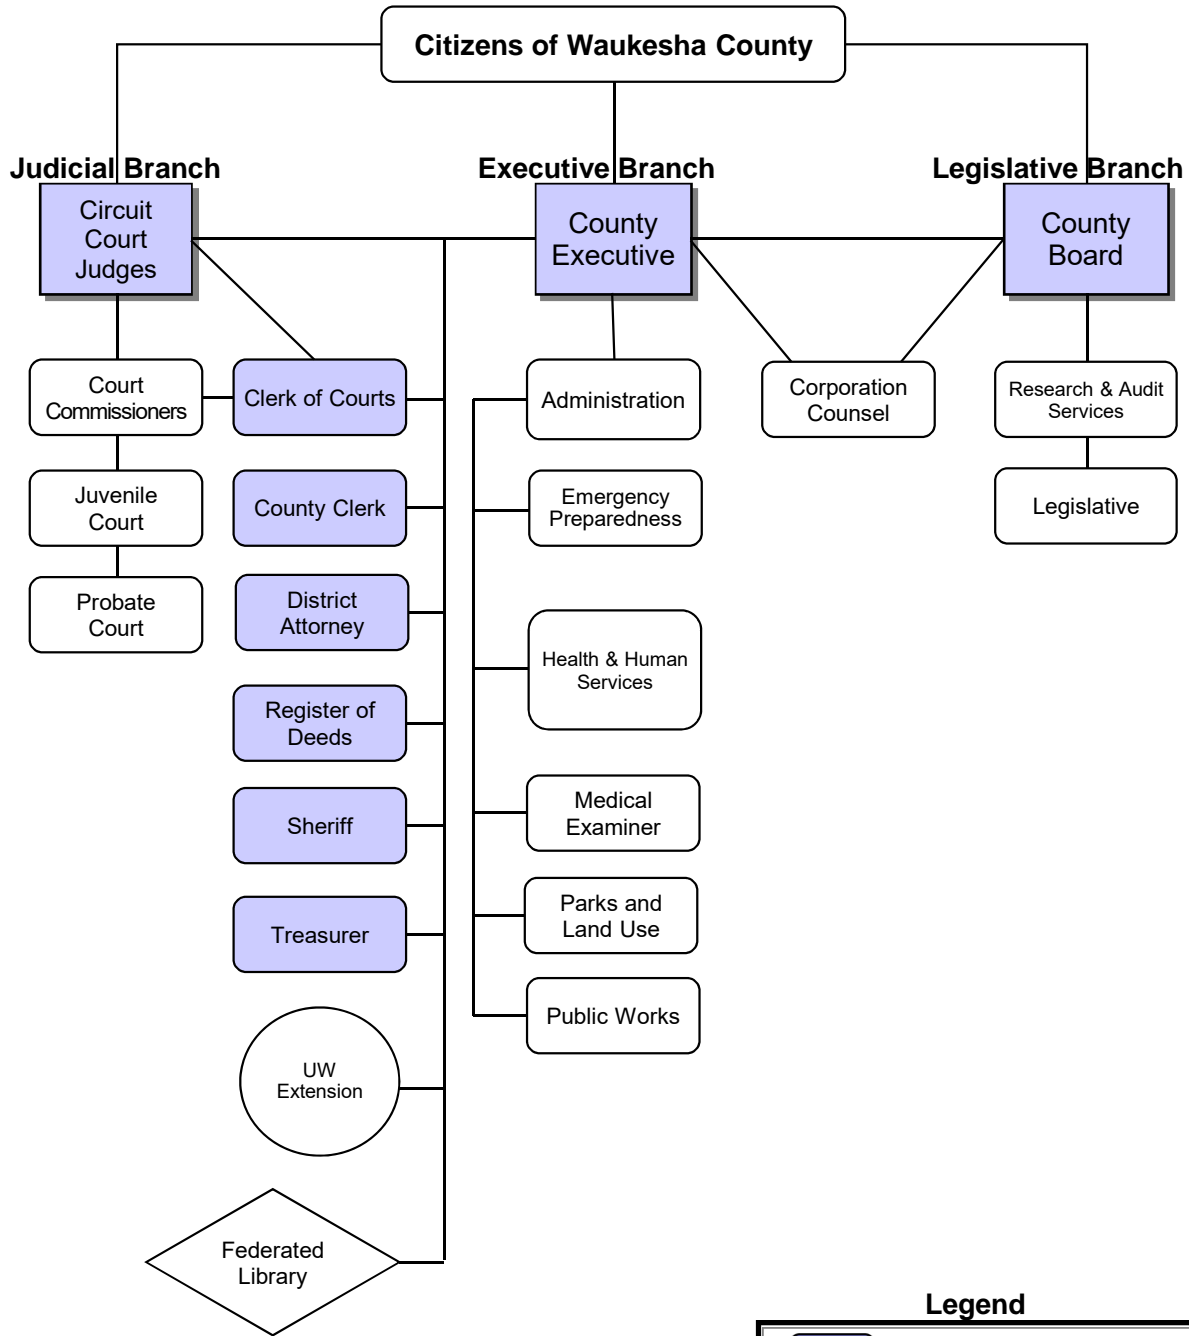 Citizens of Waukesha County
Judicial Branch
Executive Branch
Legislative Branch
Circuit
Court
Judges
County
Executive
County
Board
Court
Commissioners
Clerk of Courts
Administration
Corporation
Counsel
Research & Audit
Services
Juvenile
Court
County Clerk
Emergency
Preparedness
Legislative
Probate
Court
District
Attorney
Health & Human
Services
Register of
Deeds
Sheriff
Medical
Examiner
Treasurer
Parks and
Land Use
Public Works
UW
Extension
Federated
Library
Legend